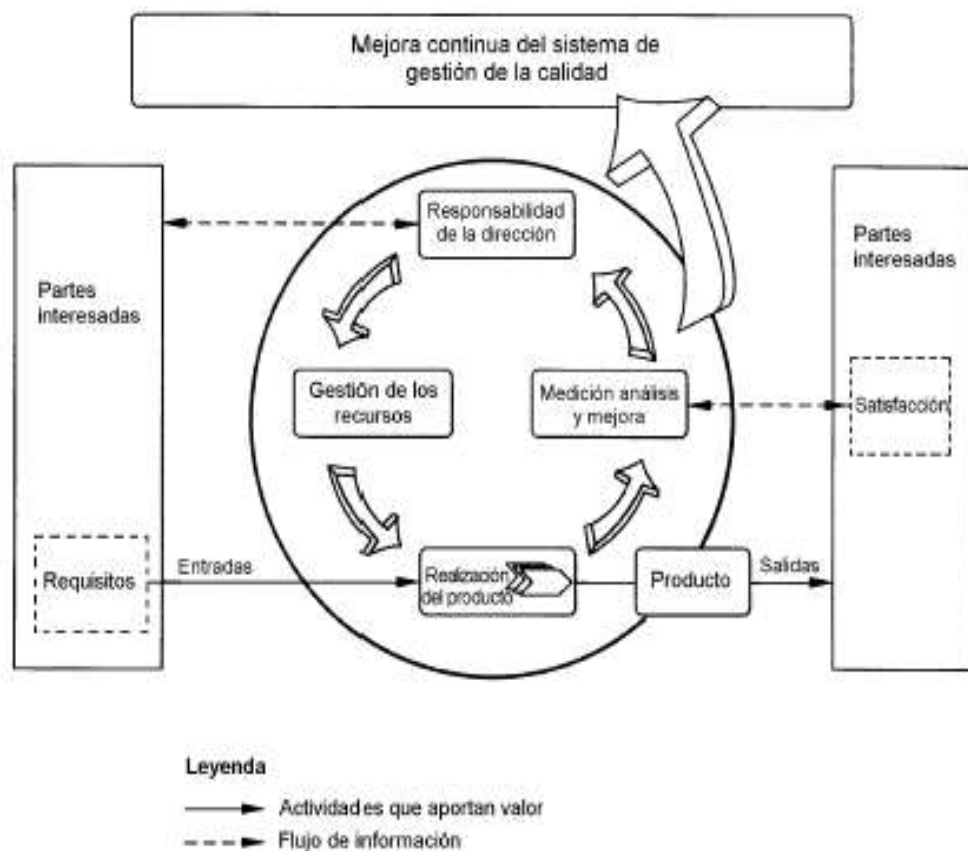 Mejora continua del sistema de
gestión de la calidad
Responsabilidad
de la dirección
Partes
interesadas
Partes
interesadas
Gestión de los
recursos
Medición análisis
y mejora
Satisfacción
Requisitos
Entradas
Realización
del producto
Producto
Salidas
Leyenda
Actividades que aportan valor
Flujo de información